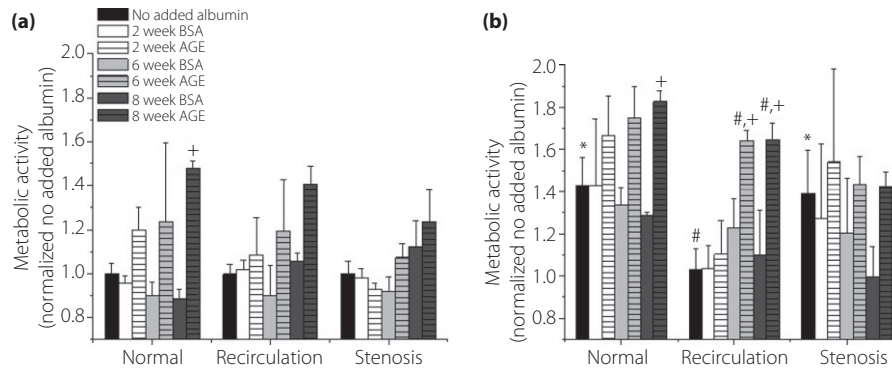 (a)
No added albumin
2 week BSA
2 week AGE
6 week BSA
6 week AGE
8 week BSA
8 week AGE
Metabolic activity
(normalized no added albumin)
2.0
1.8
1.6
1.4
1.2
1.0
0.8
+
Normal
Recirculation
Stenosis
(b)
Metabolic activity
(normalized no added albumin)
2.0
1.8
1.6
1.4
1.2
1.0
0.8
*
+
#
#,+
#,+
*
Normal
Recirculation
Stenosis